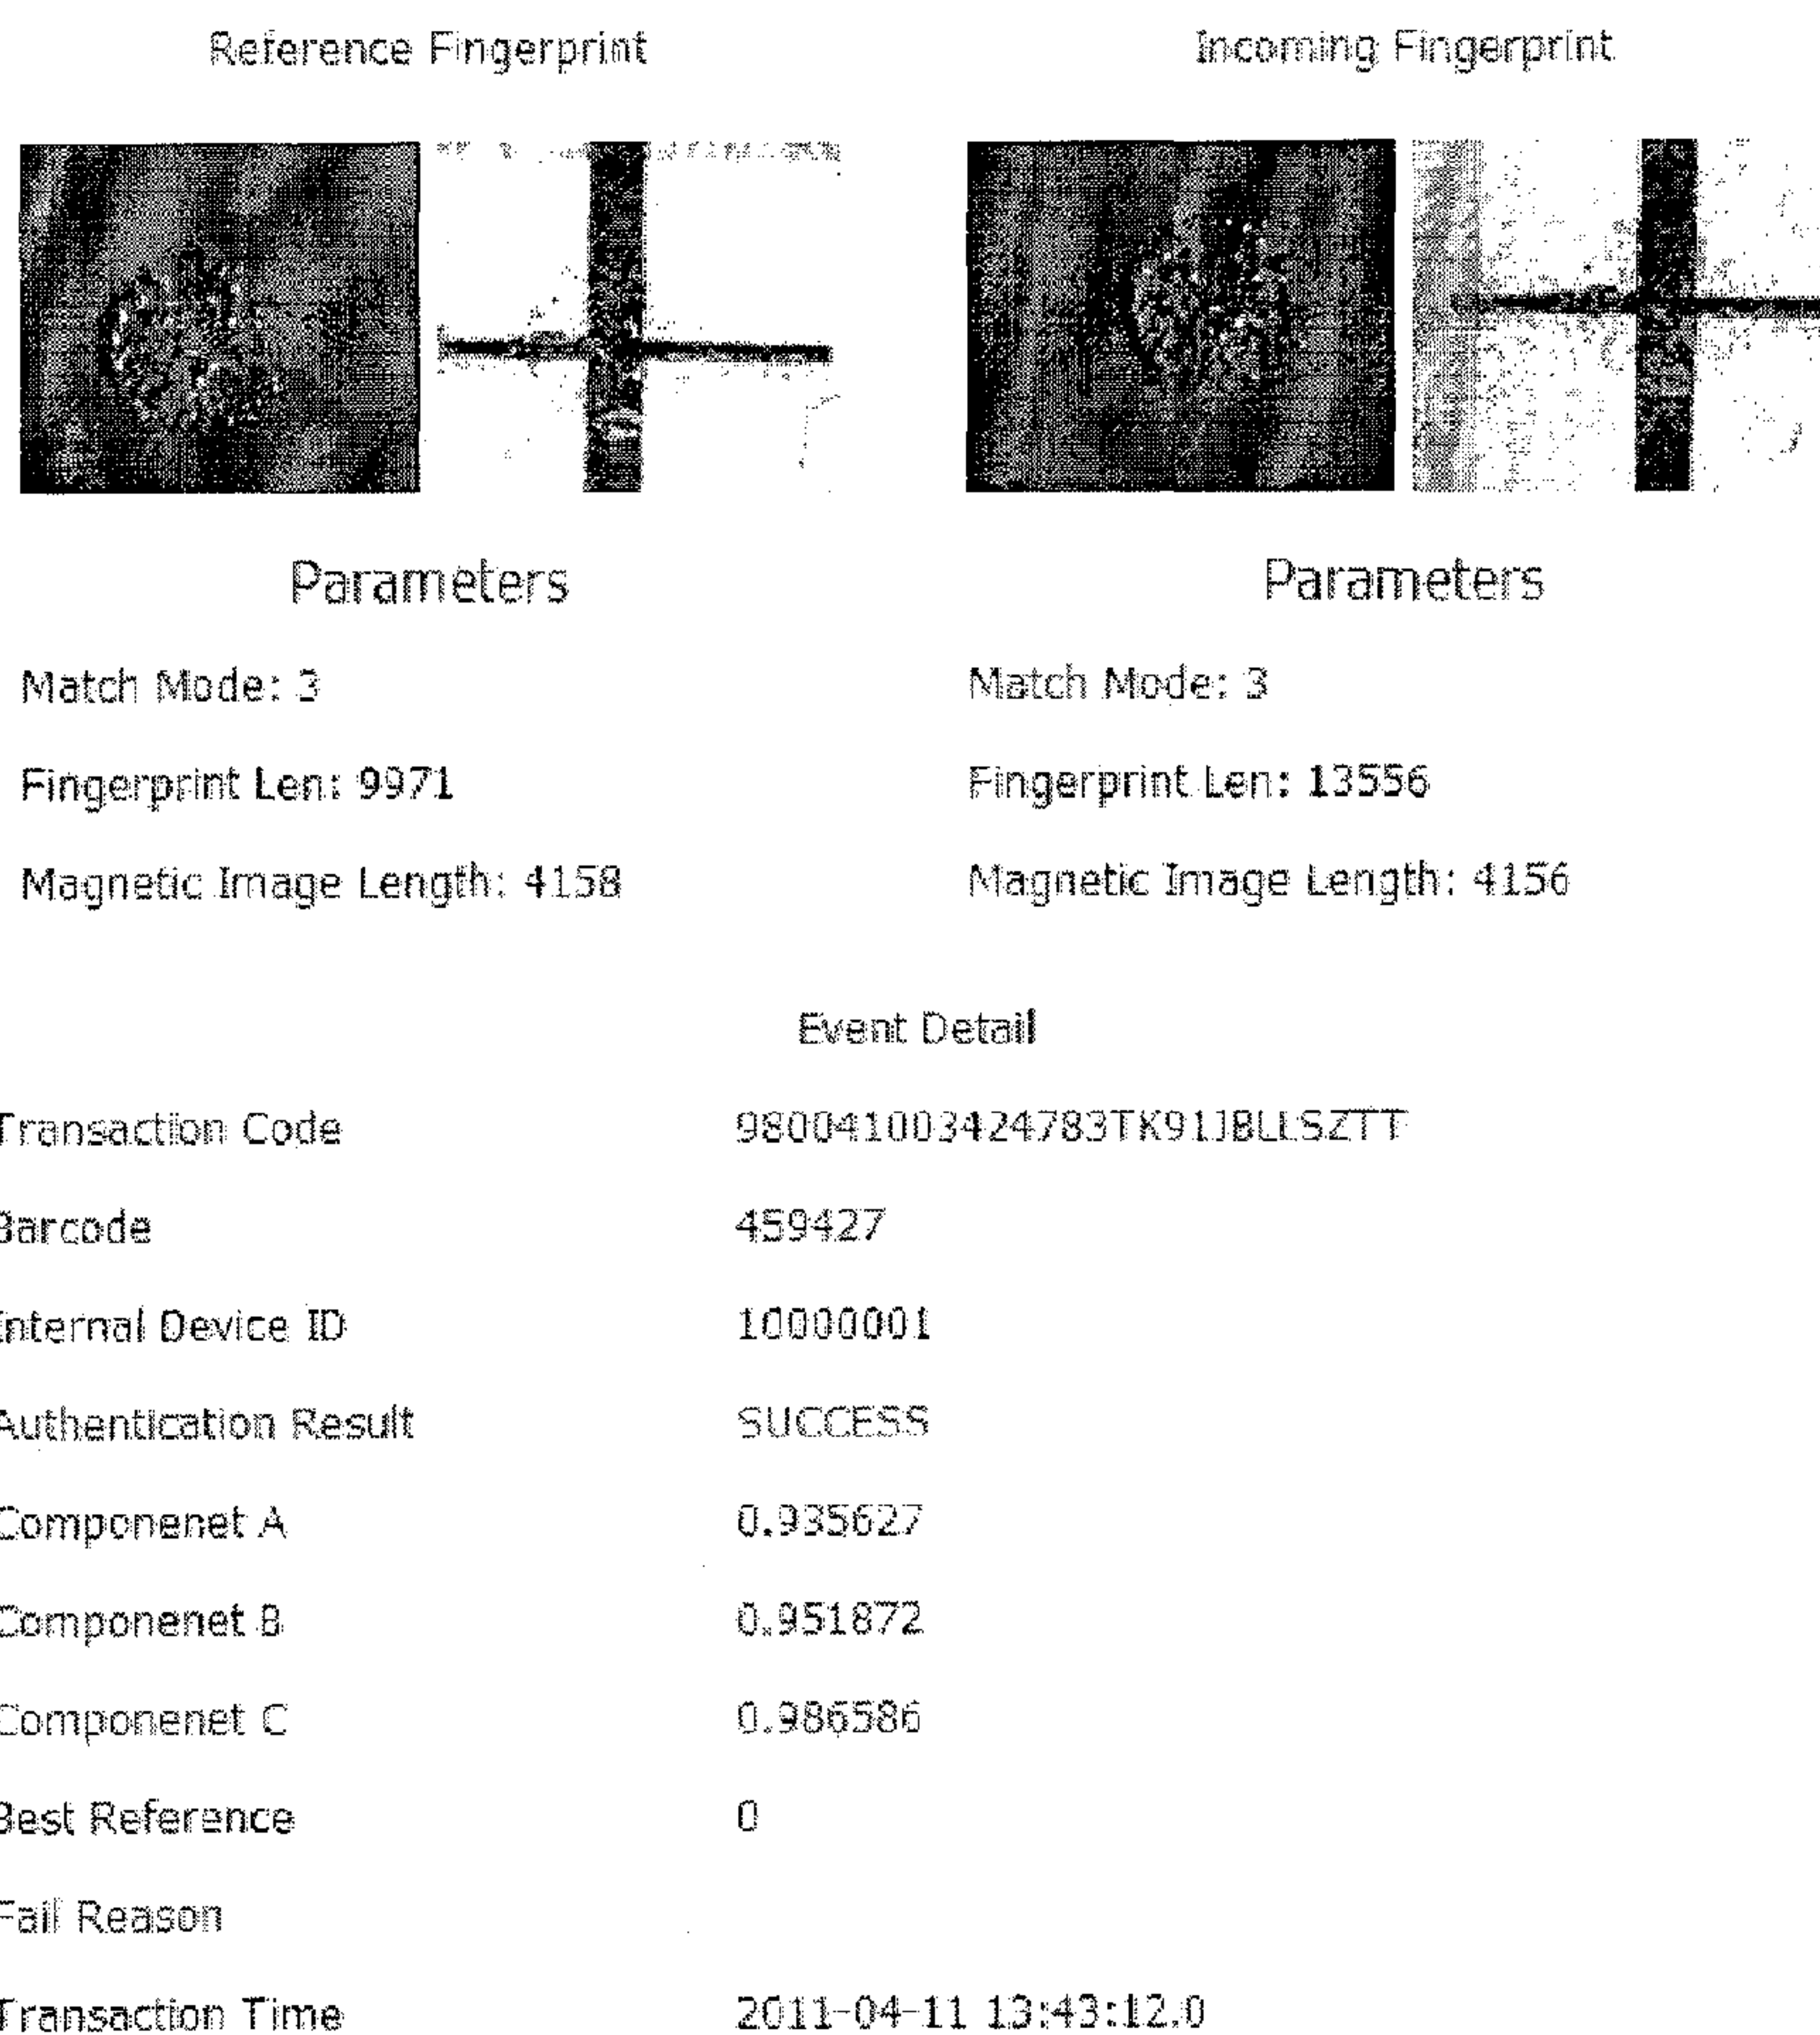 Reference Fingerprint Incoming Fingerprint
Parameters Parameters
Match Mode: 3 Match Mode: 3
Fingerprint Len: 9971 Fingerprint Len: 13556
Magnetic Image Length: 4158 Magnetic Image Length: 4156
Event Detail
Transaction Code 980041003424783TK91JBLLSZTT
Barcode 459427
Internal Device ID 10000001
Authentication Result SUCCESS
Componenet A 0.935627
Componenet B 0.951872
Componenet C 0.986586
Best Reference 0
Fail Reason
Transaction Time 2011-04-11 13:43:12.0